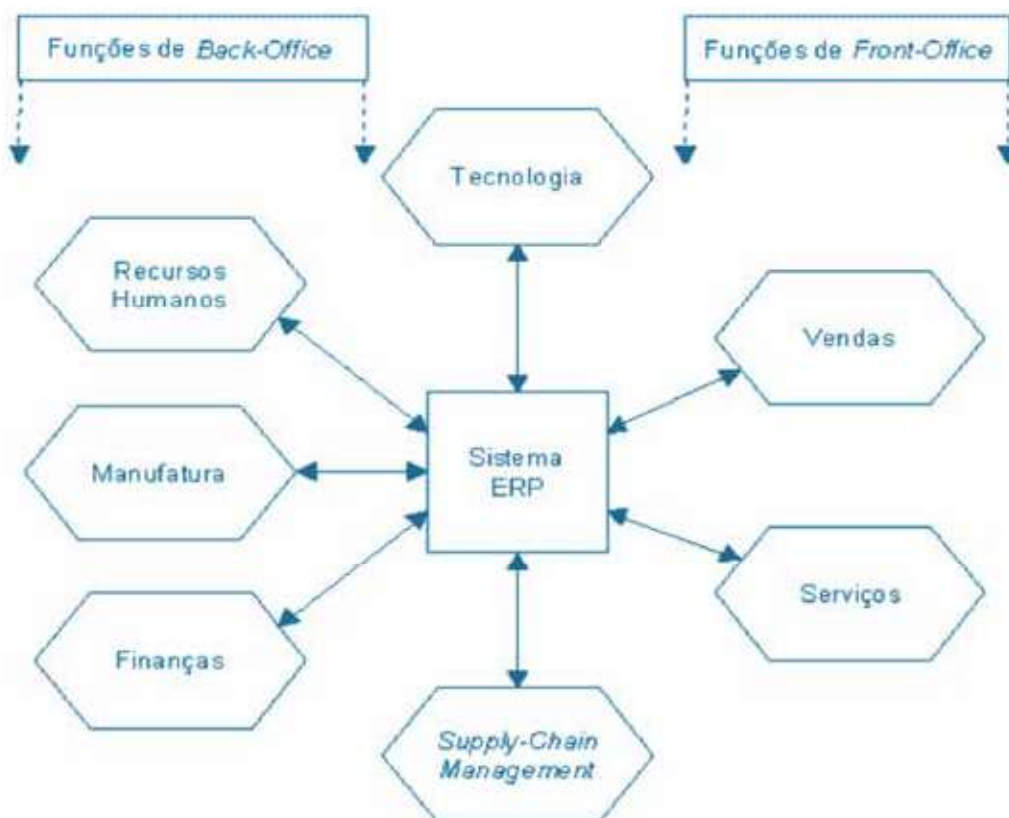 Funções de Back-Office
Funções de Front-Office
Tecnologia
Recursos
Humanos
Vendas
Manufatura
Sistema
ERP
Finanças
Serviços
Supply-Chain
Management